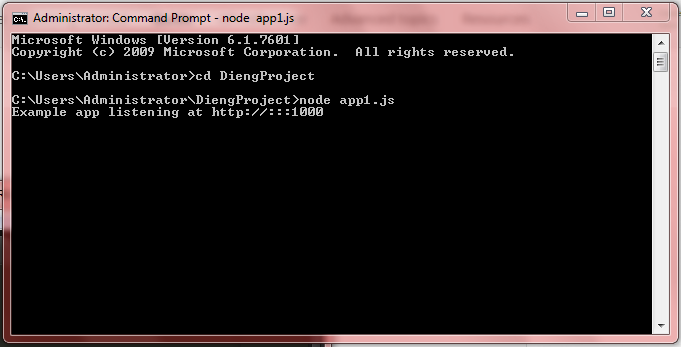 Administrator: Command Prompt - node  app1.js
Microsoft Windows [Version 6.1.7601]
Copyright (c) 2009 Microsoft Corporation.  All rights reserved.
C:\Users\Administrator>cd DiengProject
C:\Users\Administrator\DiengProject>node app1.js
Example app listening at http://:::1000